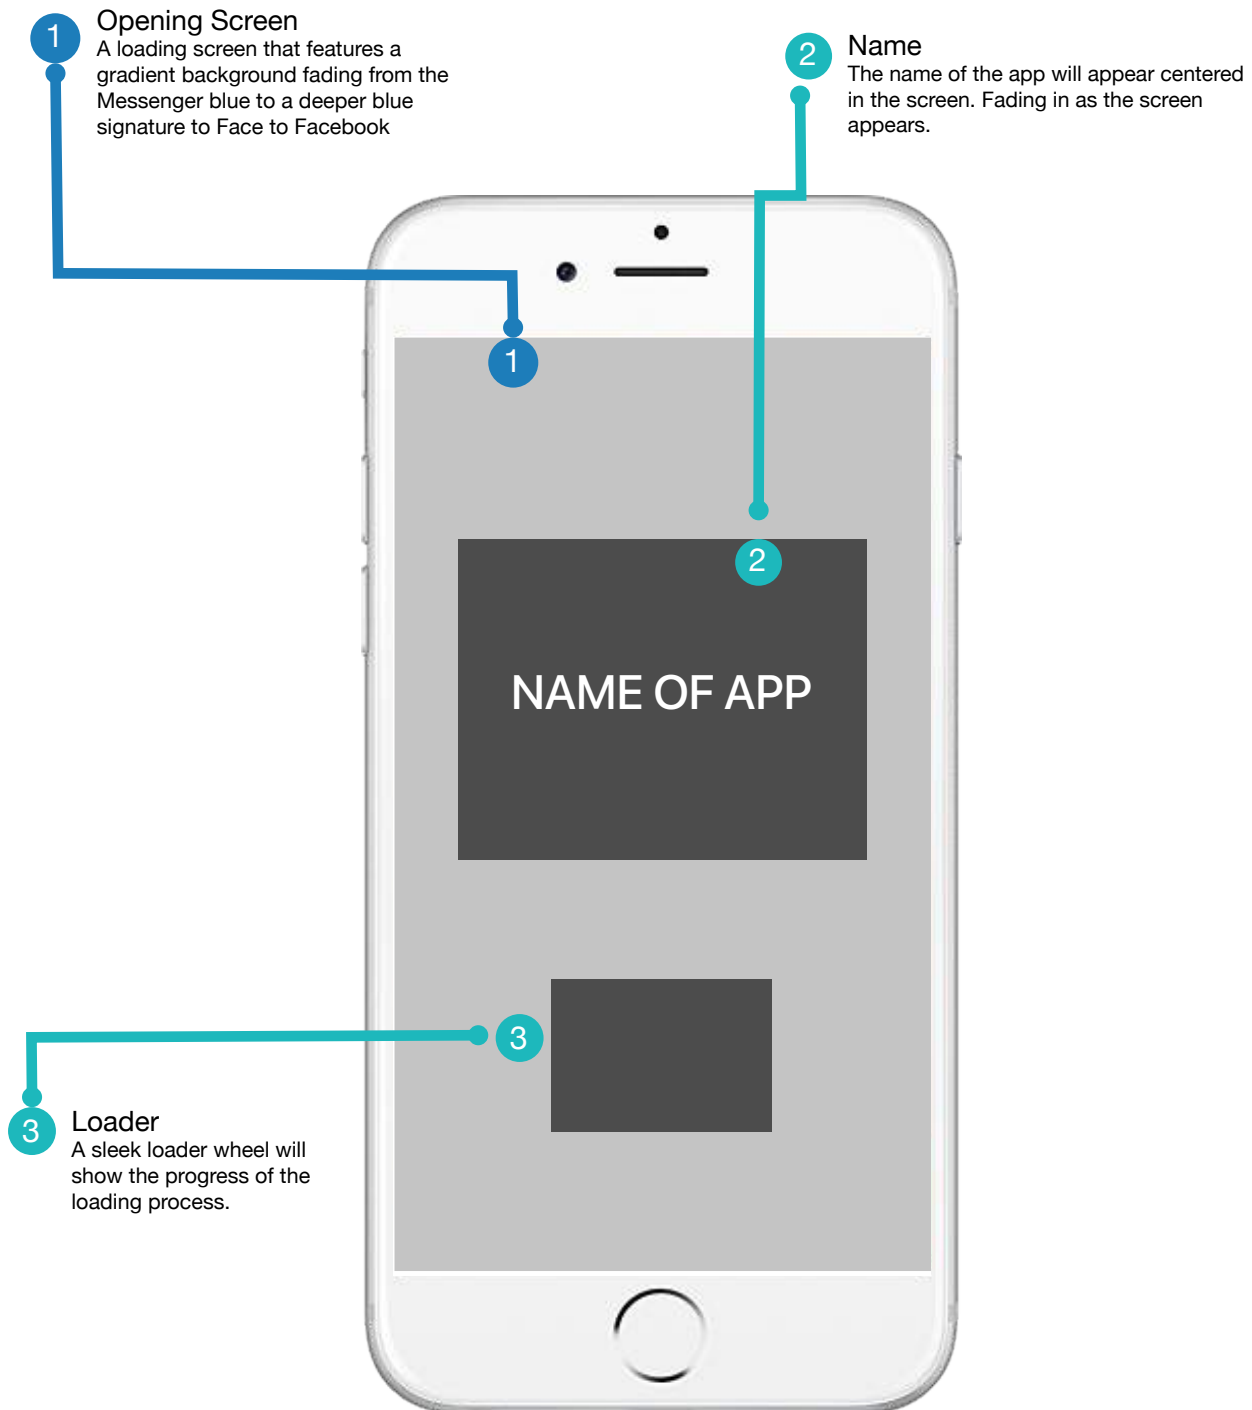 1
Opening Screen
A loading screen that features a
gradient background fading from the
Messenger blue to a deeper blue
signature to Face to Facebook
2
Name
The name of the app will appear centered
in the screen. Fading in as the screen
appears.
1
2
NAME OF APP
3
3
Loader
A sleek loader wheel will
show the progress of the
loading process.